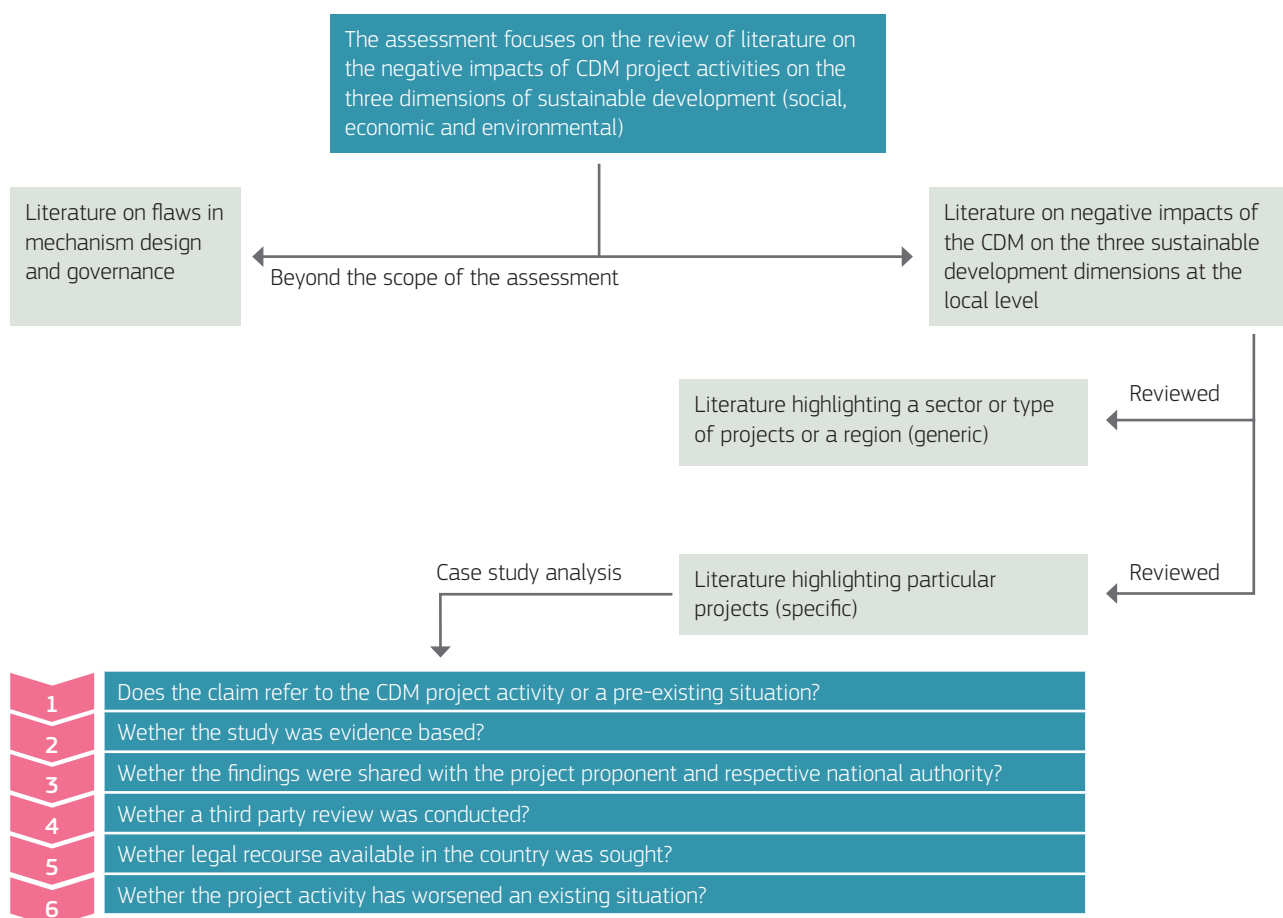 The assessment focuses on the review of literature on
the negative impacts of CDM project activities on the
three dimensions of sustainable development (social,
economic and environmental)
Literature on flaws in
mechanism design
and governance
Beyond the scope of the assessment
Literature on negative impacts of
the CDM on the three sustainable
development dimensions at the
local level
Reviewed
Literature highlighting a sector or type
of projects or a region (generic)
Case study analysis
Literature highlighting particular
projects (specific)
Reviewed
1 Does the claim refer to the CDM project activity or a pre-existing situation?
2 Wether the study was evidence based?
3 Wether the findings were shared with the project proponent and respective national authority?
4 Wether a third party review was conducted?
5 Wether legal recourse available in the country was sought?
6 Wether the project activity has worsened an existing situation?